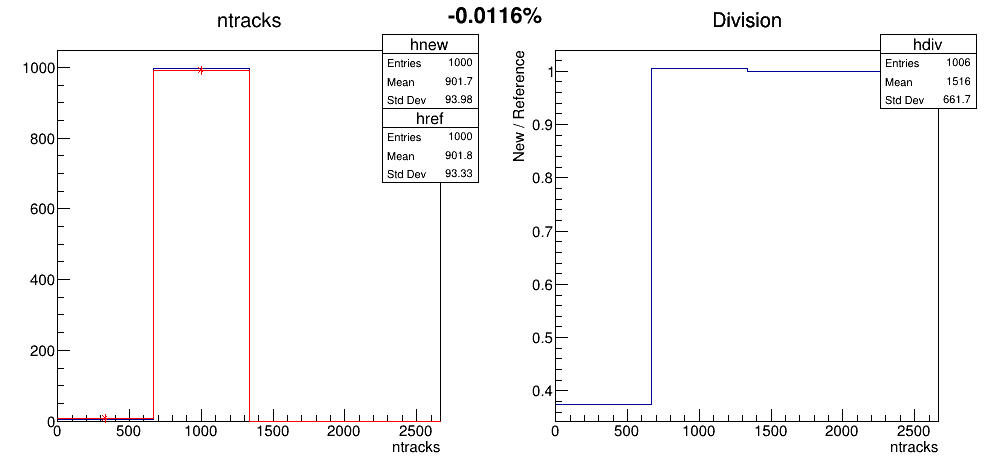 -0.0116%
ntracks
hnew
Entries 1000
Mean 901.7
Std Dev 93.98
href
Entries 1000
Mean 901.8
Std Dev 93.33
1000
800
600
400
200
0
0 500 1000 1500 2000 2500
ntracks
Division
hdiv
Entries 1006
Mean 1516
Std Dev 661.7
New / Reference
1
0.9
0.8
0.7
0.6
0.5
0.4
0 500 1000 1500 2000 2500
ntracks